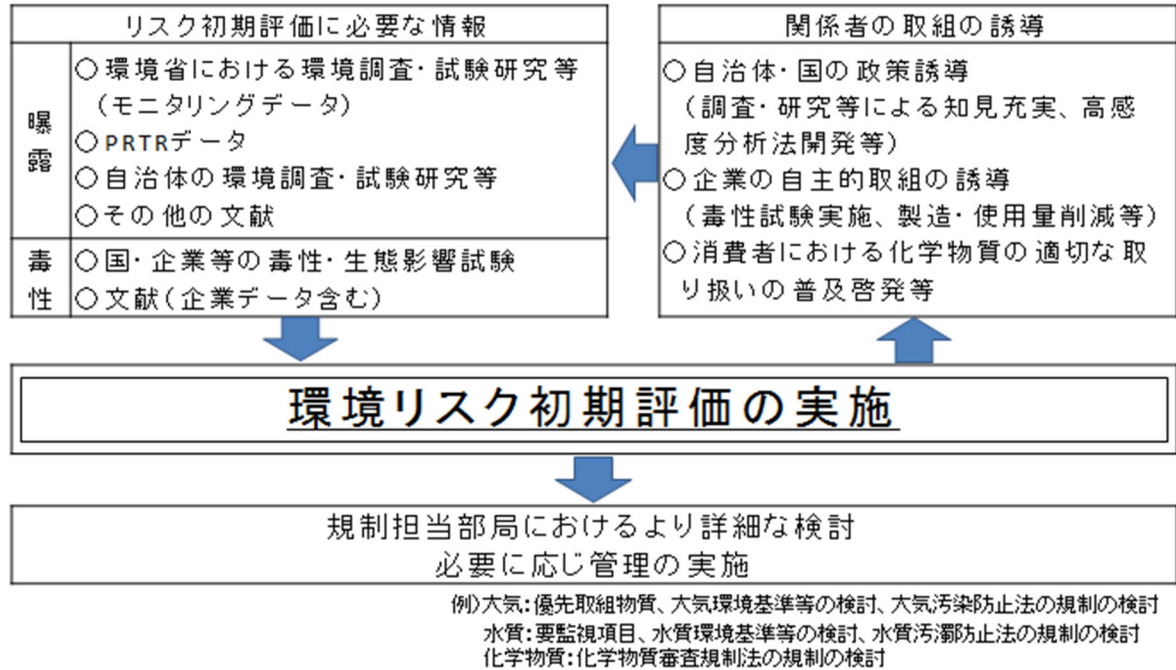 リスク初期評価に必要な情報
曝露
○環境省における環境調査・試験研究等
(モニタリングデータ)
○PRTRデータ
○自治体の環境調査・試験研究等
○その他の文献
毒性
○国・企業等の毒性・生態影響試験
○文献(企業データ含む)
関係者の取組の誘導
○自治体・国の政策誘導
(調査・研究等による知見充実、高感
度分析法開発等)
○企業の自主的取組の誘導
(毒性試験実施、製造・使用量削減等)
○消費者における化学物質の適切な取
り扱いの普及啓発等
環境リスク初期評価の実施
規制担当部局におけるより詳細な検討
必要に応じ管理の実施
例)大気:優先取組物質、大気環境基準等の検討、大気汚染防止法の規制の検討
水質:要監視項目、水質環境基準等の検討、水質汚濁防止法の規制の検討
化学物質:化学物質審査規制法の規制の検討